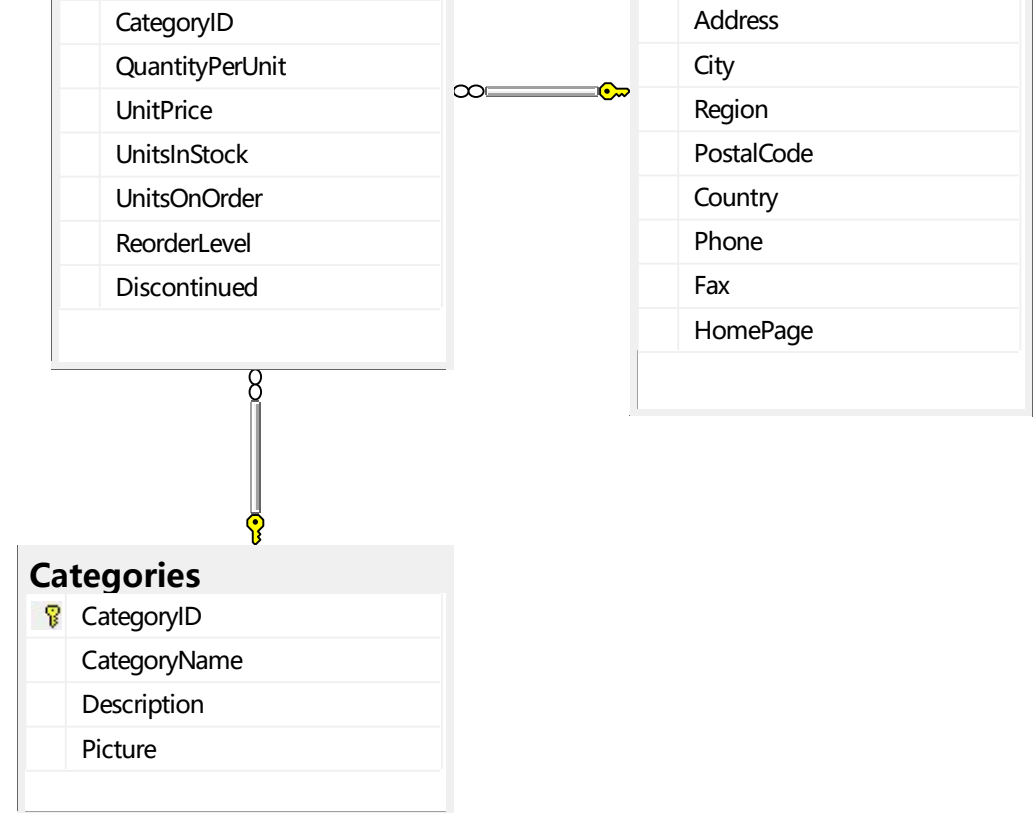 CategoryID
QuantityPerUnit
UnitPrice
UnitsInStock
UnitsOnOrder
ReorderLevel
Discontinued
Address
City
Region
PostalCode
Country
Phone
Fax
HomePage
Categories
CategoryID
CategoryName
Description
Picture